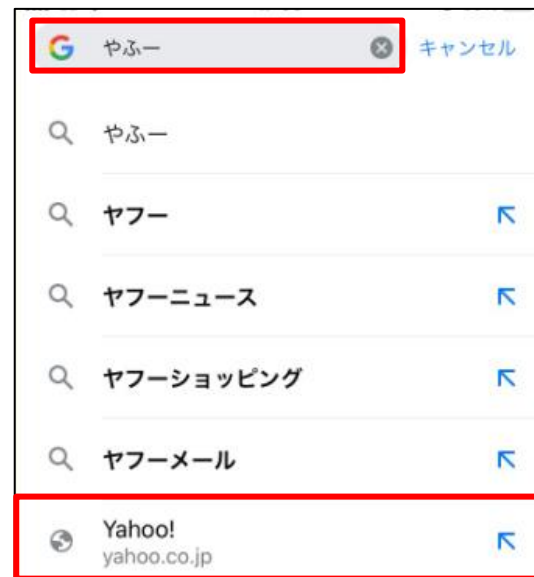 やふー
キャンセル
やふー
ヤフー
ヤフーニュース
ヤフーショッピング
ヤフーメール
Yahoo!
yahoo.co.jp